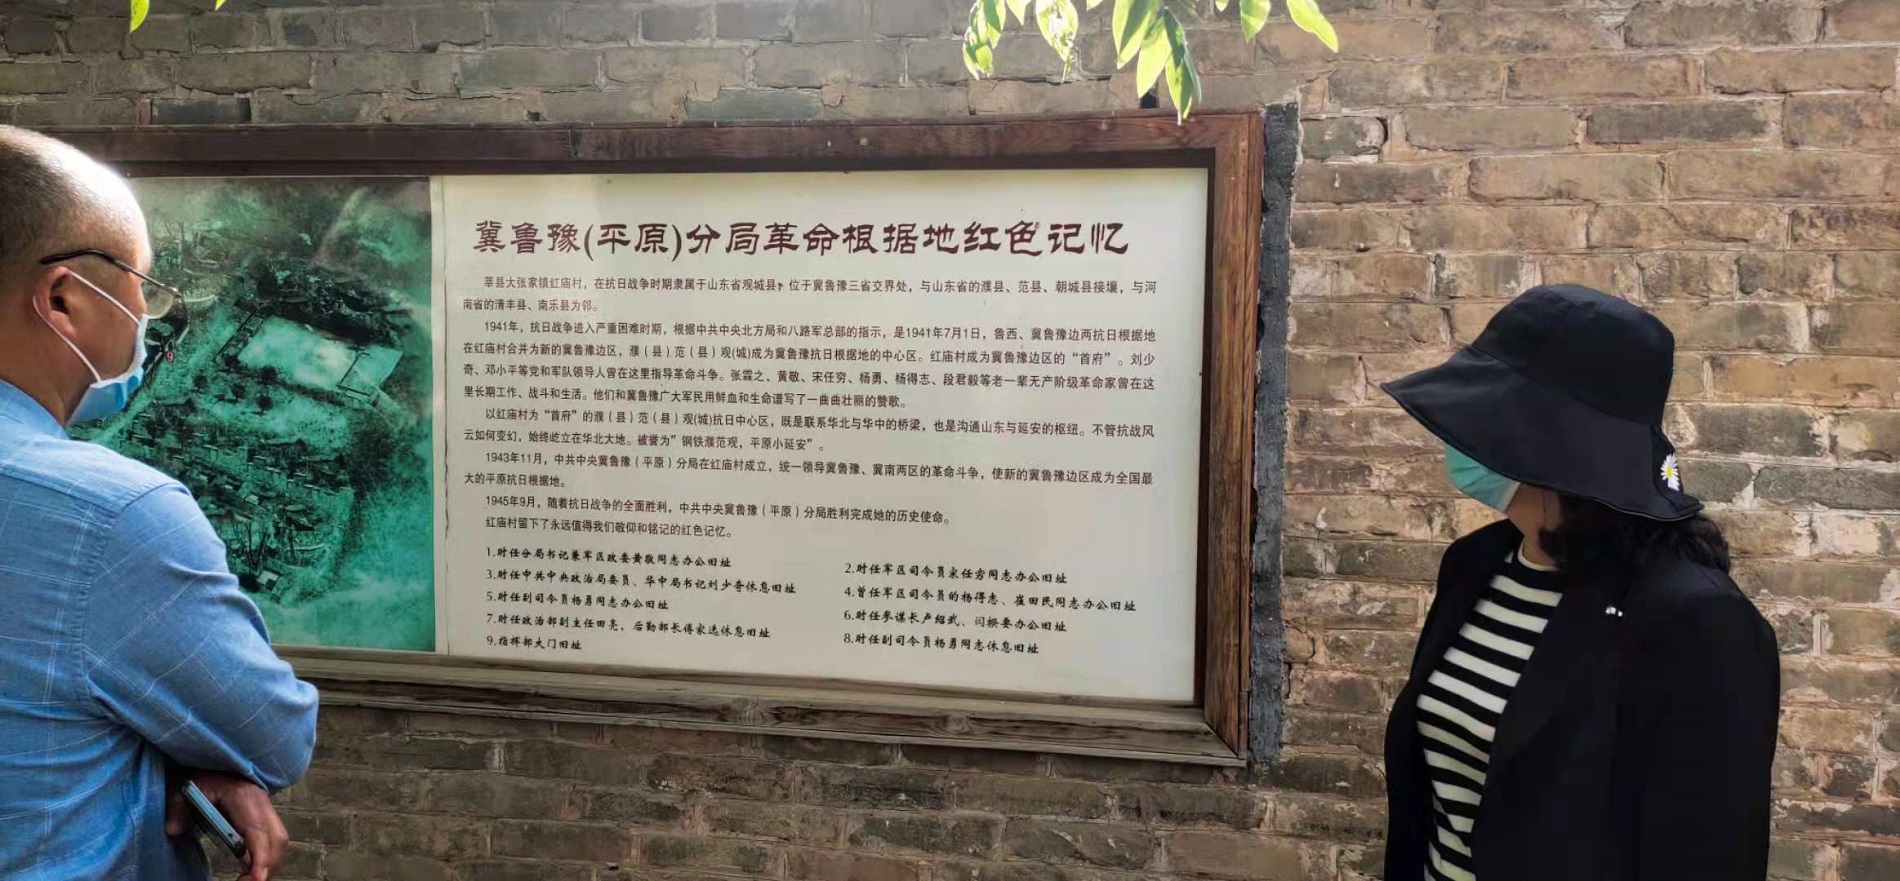 冀鲁豫(平原)分局革命根据地红色记忆
莘县大张家镇红庙村，在抗日战争时期隶属于山东省观城县，位于冀鲁豫三省交界处，与山东省的濮县、范县、朝城县接壤，与河
南省的清丰县、南乐县为邻。
1941年，抗日战争进入严重困难时期，根据中共中央北方局和八路军总部的指示，是1941年7月1日，鲁西、冀鲁豫边两抗日根据地
在红庙村合并为新的冀鲁豫边区，濮（县）范（县）观(城)成为冀鲁豫抗日根据地的中心区。红庙村成为冀鲁豫边区的“首府”。刘少
奇、邓小平等党和军队领导人曾在这里指导革命斗争。张霖之、黄敬、宋任穷、杨勇、杨得志、段君毅等老一辈无产阶级革命家曾在这
里长期工作、战斗和生活。他们和冀鲁豫广大军民用鲜血和生命谱写了一曲曲壮丽的赞歌。
以红庙村为“首府”的濮（县）范（县）观(城)抗日中心区，既是联系华北与华中的桥梁，也是沟通山东与延安的枢纽。不管抗战风
云如何变幻，始终屹立在华北大地。被誉为”钢铁濮范观，平原小延安”。
1943年11月，中共中央冀鲁豫（平原）分局在红庙村成立，统一领导冀鲁豫、冀南两区的革命斗争，使新的冀鲁豫边区成为全国最
大的平原抗日根据地。
1945年9月，随着抗日战争的全面胜利，中共中央冀鲁豫（平原）分局胜利完成她的历史使命。
红庙村留下了永远值得我们敬仰和铭记的红色记忆。
1.时任分局书记兼军区政委黄敬同志办公旧址
2.时任军区司令员宋任穷同志办公旧址
3.时任中共中央政治局委员、华中局书记刘少奇休息旧址
4.曾任军区司令员的杨得志、崔田民同志办公旧址
5.时任副司令员杨勇同志办公旧址
6.时任参谋长卢绍武、闫揆要办公旧址
7.时任政治部副主任田亮，后勤部长傅家选休息旧址
8.时任副司令员杨勇同志休息旧址
9.指挥部大门旧址
9